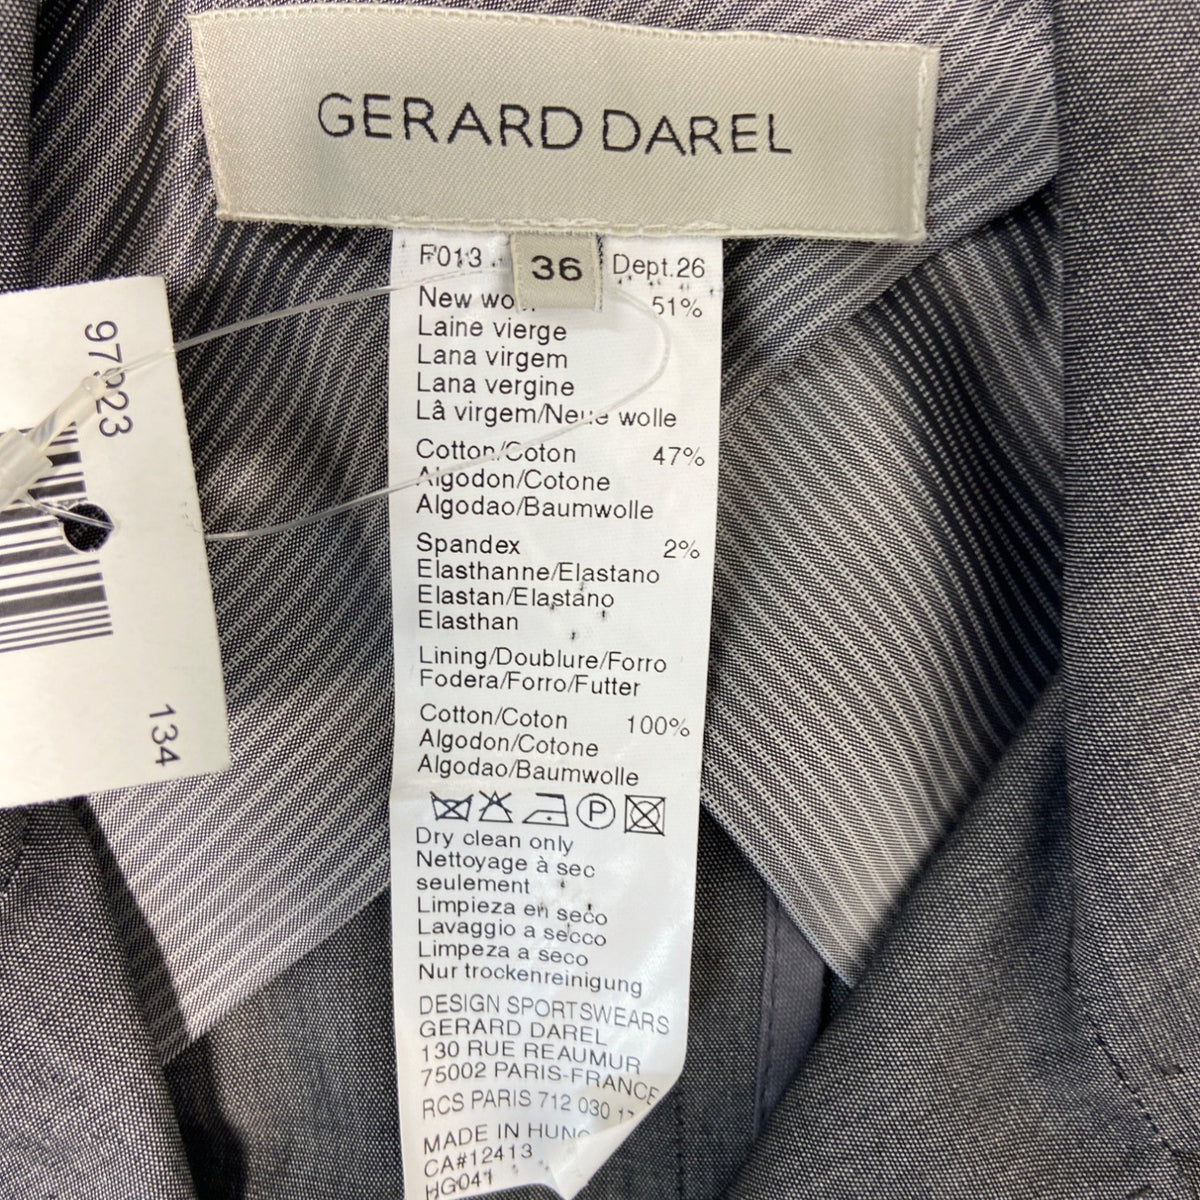 GERARD DAREL
F013 36 Dept.26
New 51%
Laine vierge
Lana virgem
Lana vergine
Lâ virgem/Neue wolle
Cotton/Coton 47%
Algodon/Cotone
Algodao/Baumwolle
Spandex 2%
Elasthanne/Elastano
Elastan/Elastano
Elasthan
Lining/Doublure/Forro
Fodera/Forro/Futter
Cotton/Coton 100%
Algodon/Cotone
Algodao/Baumwolle
P
Dry clean only
Nettoyage à sec
seulement
Limpieza en seco
Lavaggio a secco
Limpeza a seco
Nur trockenreinigung
DESIGN SPORTSWEARS
GERARD DAREL
130 RUE REAUMUR
75002 PARIS-FRANCE
RCS PARIS 712 030
MADE IN
CA#12413
HG041
134